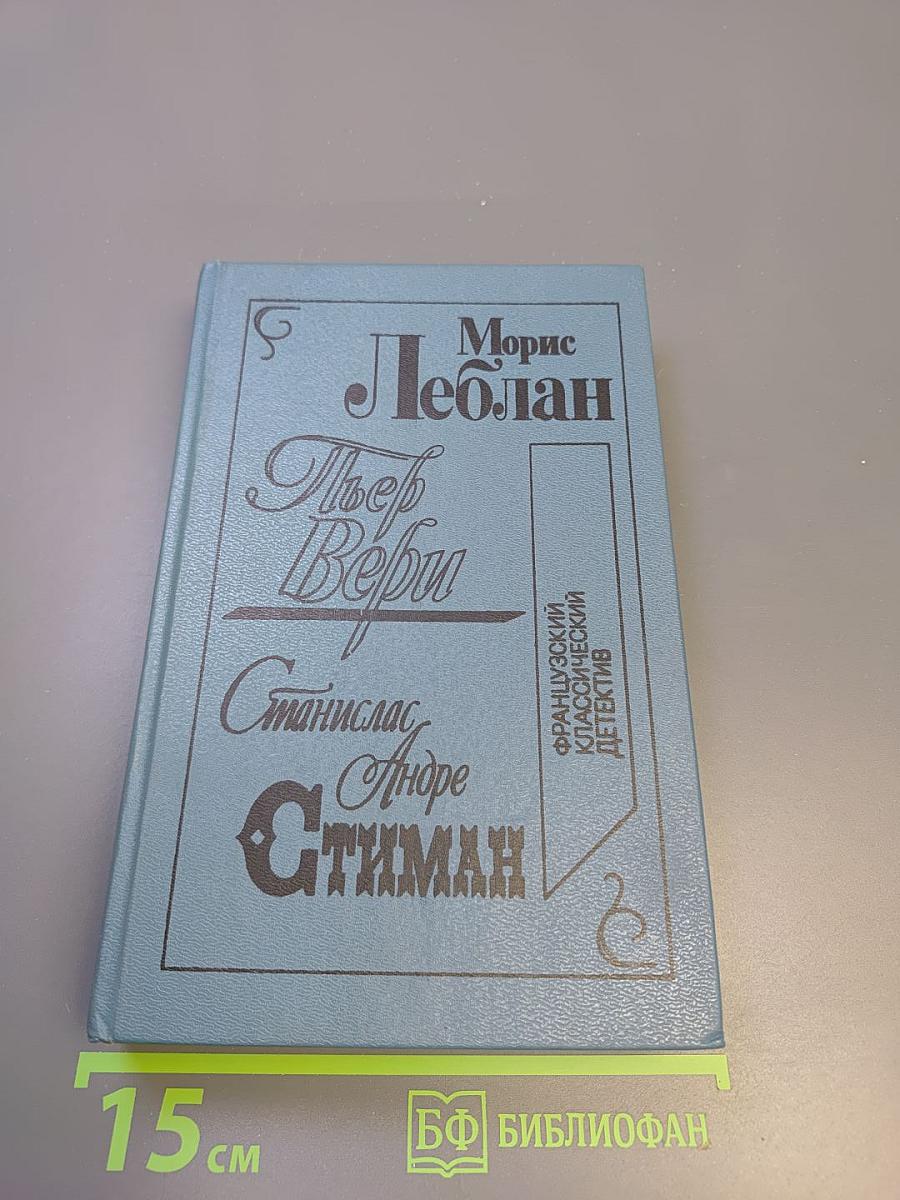 Морис
Леблан
Пьер
Вери
Станислас
Андре
Стиман
ФРАНЦУЗСКИЙ
КЛАССИЧЕСКИЙ
ДЕТЕКТИВ
15 см
БФ БИБЛИОФАН